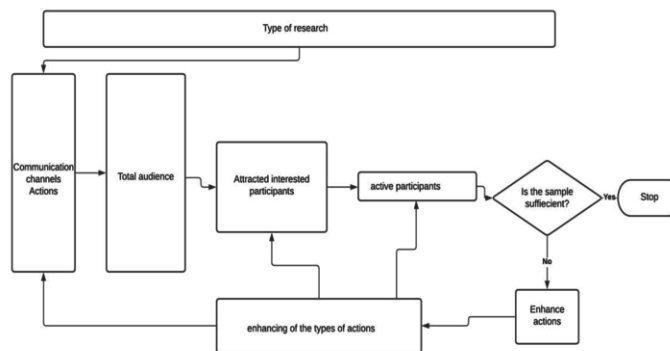 Type of research
Communication
channels
Actions
Total audience
Attracted interested
participants
active participants
Is the sample
suffiecient?
Yes
Stop
No
Enhance
actions
enhancing of the types of actions